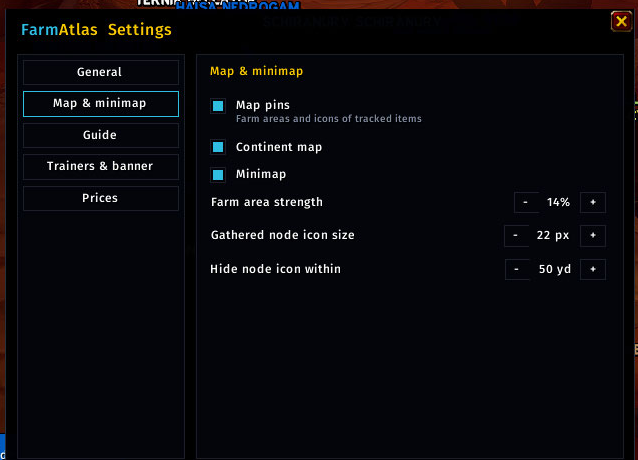 HAISA NEDROGAM
FarmAtlas Settings
General
Map & minimap
Guide
Trainers & banner
Prices
Map & minimap
Map pins
Farm areas and icons of tracked items
Continent map
Minimap
Farm area strength
- 14% +
Gathered node icon size
- 22 px +
Hide node icon within
- 50 yd +